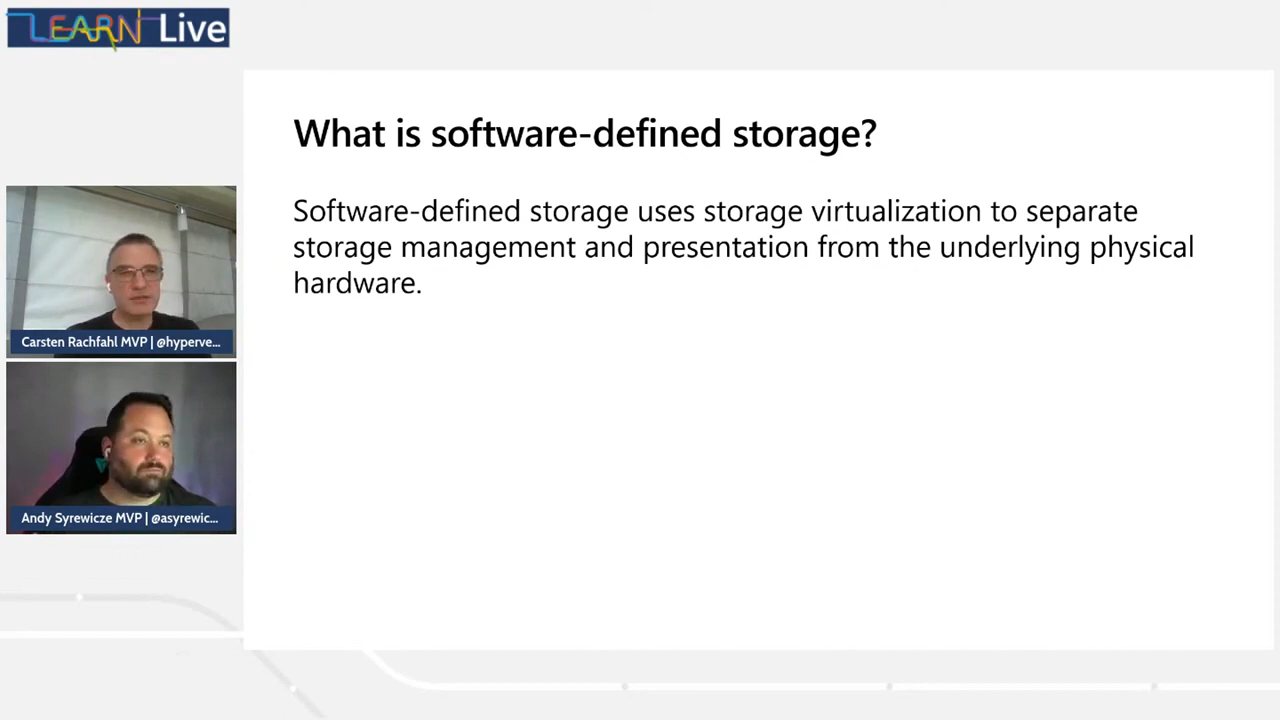 LEARN Live
What is software-defined storage?
Software-defined storage uses storage virtualization to separate
storage management and presentation from the underlying physical
hardware.
Carsten Rachfahl MVP | @hyperve...
Andy Syrewicze MVP | @asyrewic...